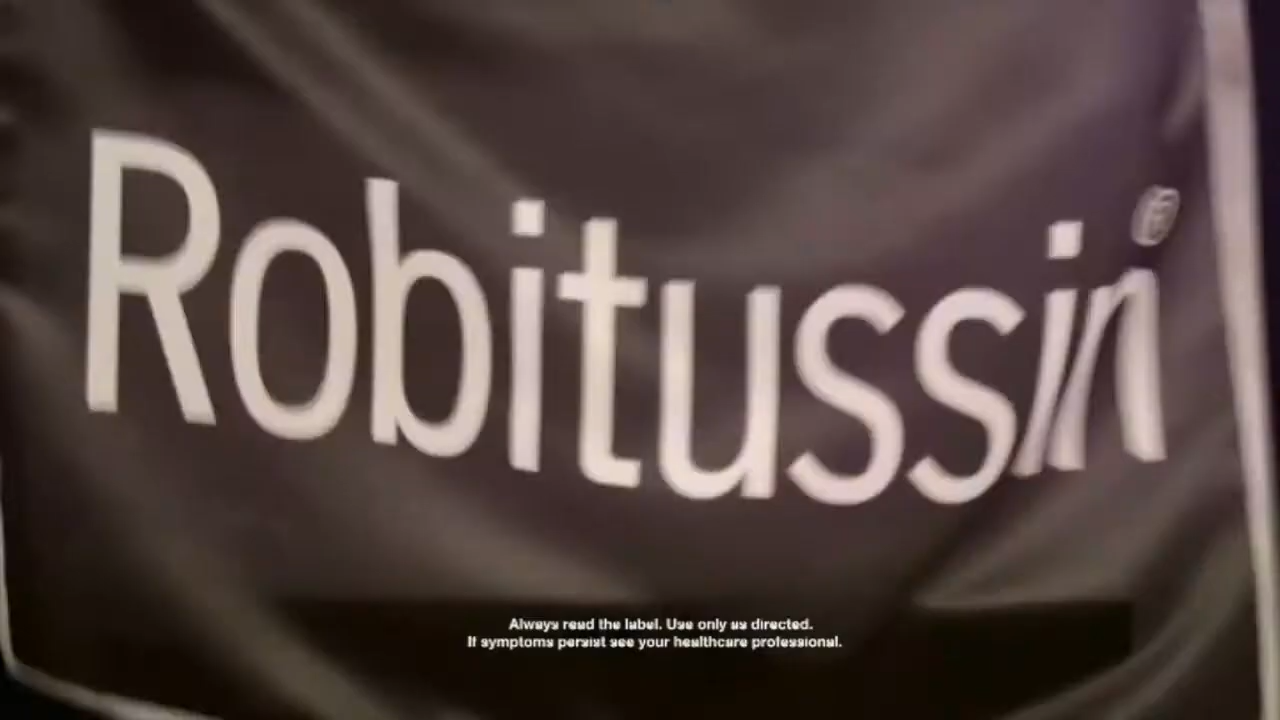 Robitussin®
Always read the label. Use only as directed.
If symptoms persist see your healthcare professional.